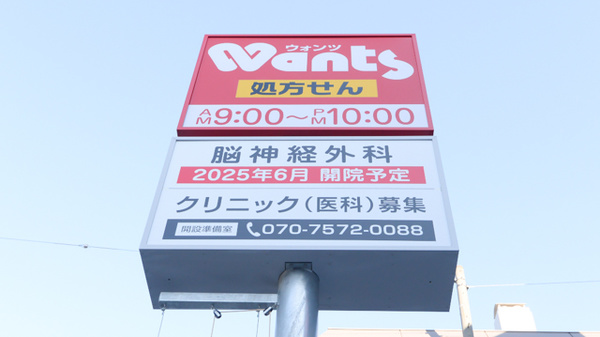 ウォンツ
Wants
処方せん
AM9:00～PM10:00
脳神経外科
2025年6月 開院予定
クリニック(医科)募集
開設準備室 070-7572-0088